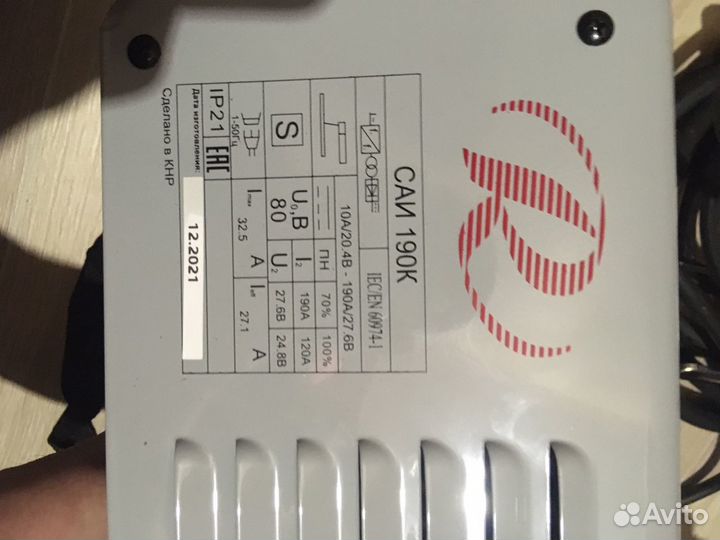 R
САИ 190К
IEC/EN 60974-1
10А/20.4В - 190А/27.6В
ПН 70% 100%
S
U₀,В
80
I₂ 190А 120А
U₂ 27.6В 24.8В
1-50Гц
Imax 32.5 А Ieff 27.1 А
IP21 EAC
Дата изготовления: 12.2021
Сделано в КНР
Avito